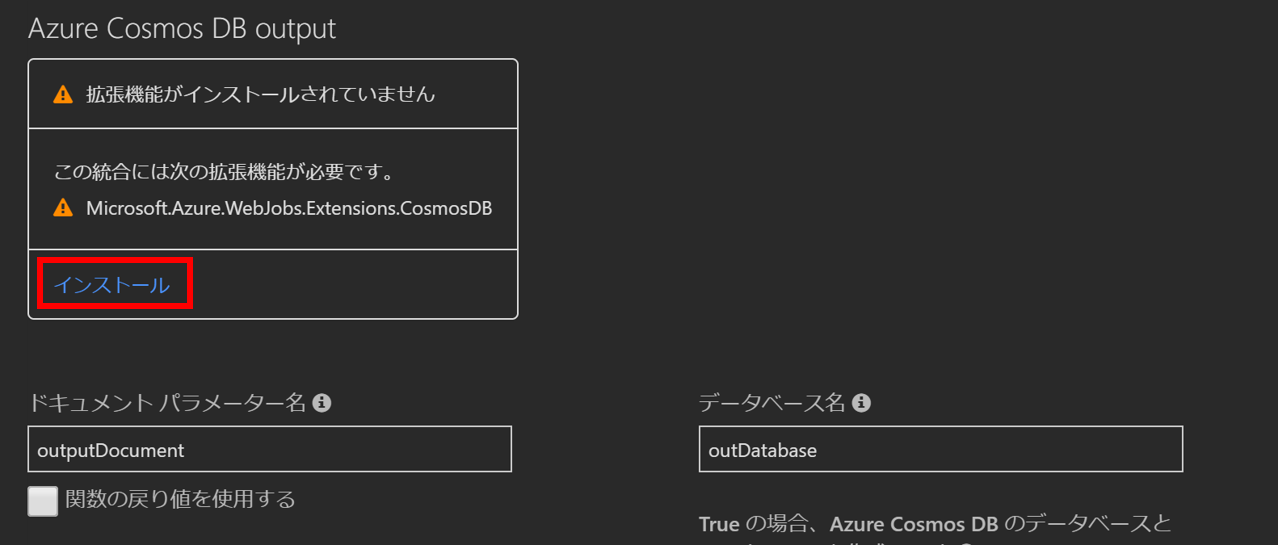 Azure Cosmos DB output
拡張機能がインストールされていません
この統合には次の拡張機能が必要です。
Microsoft.Azure.WebJobs.Extensions.CosmosDB
インストール
ドキュメント パラメーター名
データベース名
outputDocument
outDatabase
関数の戻り値を使用する
True の場合、Azure Cosmos DB のデータベースと